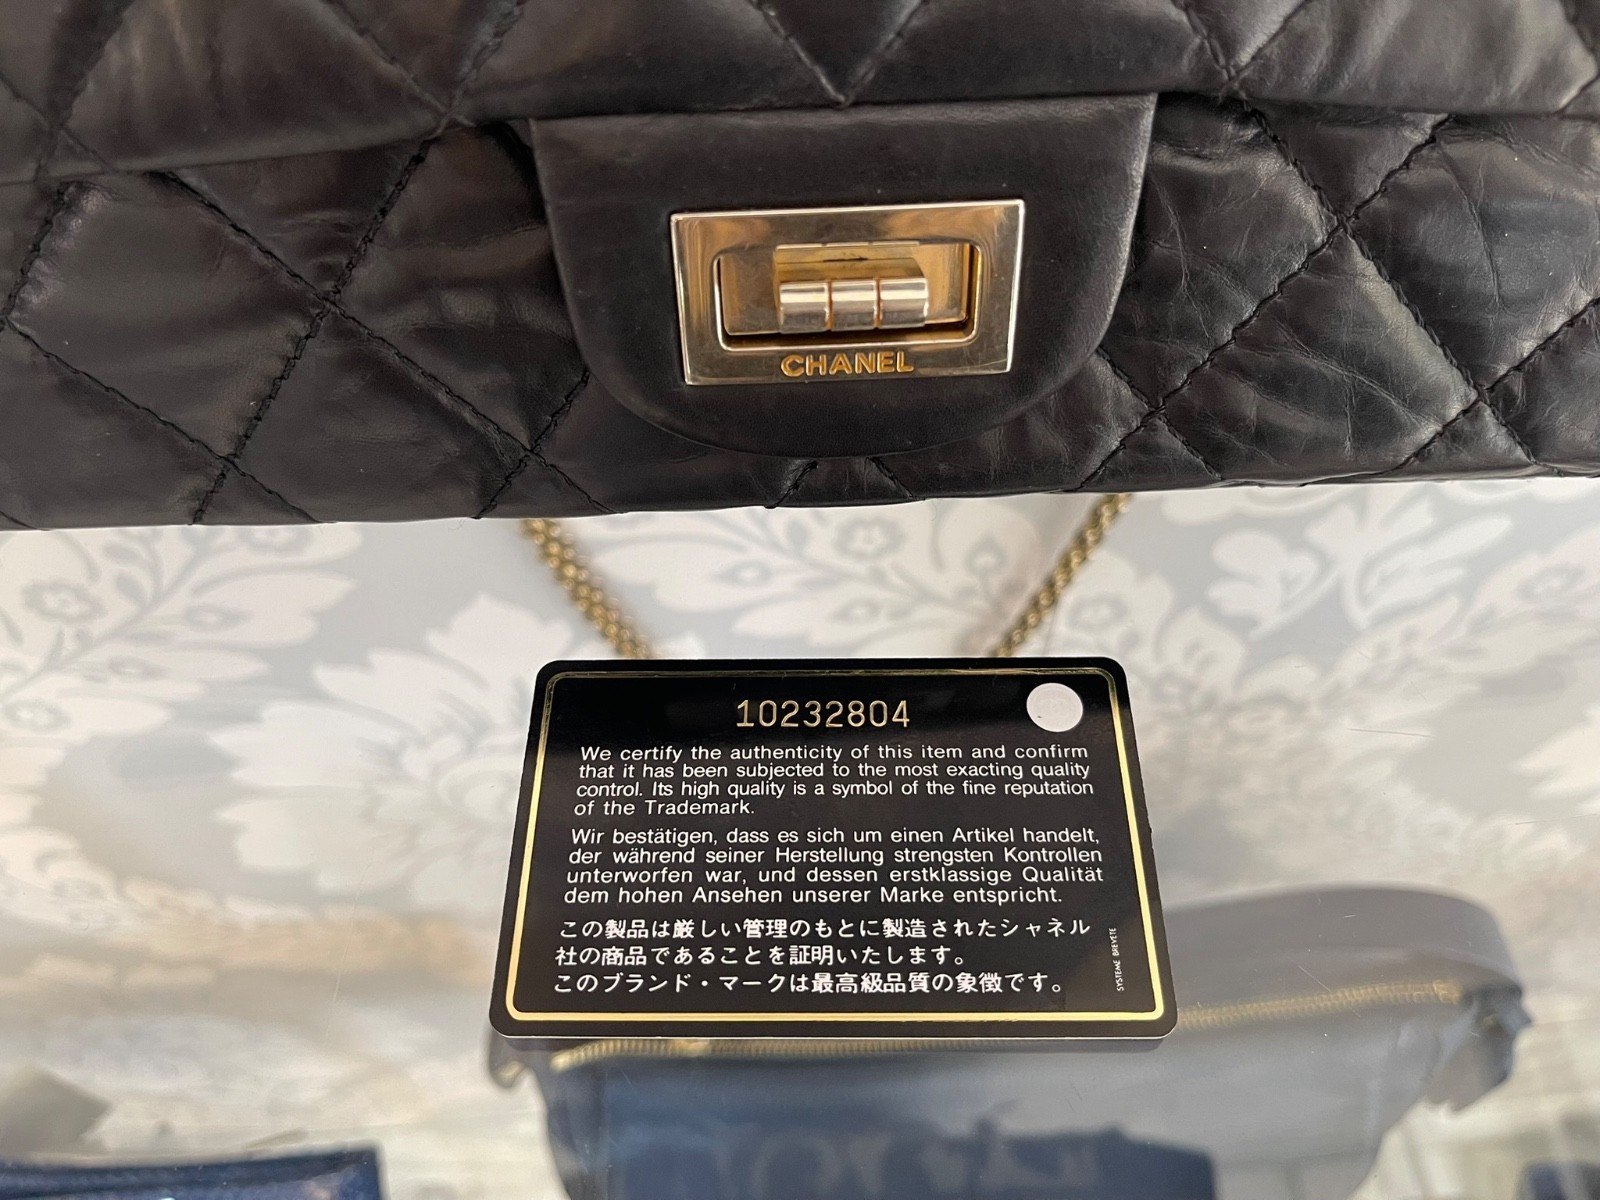 CHANEL
10232804
We certify the authenticity of this item and confirm
that it has been subjected to the most exacting quality
control. Its high quality is a symbol of the fine reputation
of the Trademark.
Wir bestätigen, dass es sich um einen Artikel handelt,
der während seiner Herstellung strengsten Kontrollen
unterworfen war, und dessen erstklassige Qualität
dem hohen Ansehen unserer Marke entspricht.
この製品は厳しい管理のもとに製造されたシャネル
社の商品であることを証明いたします。
このブランド・マークは最高級品質の象徴です。
SYSTEME BREVETE